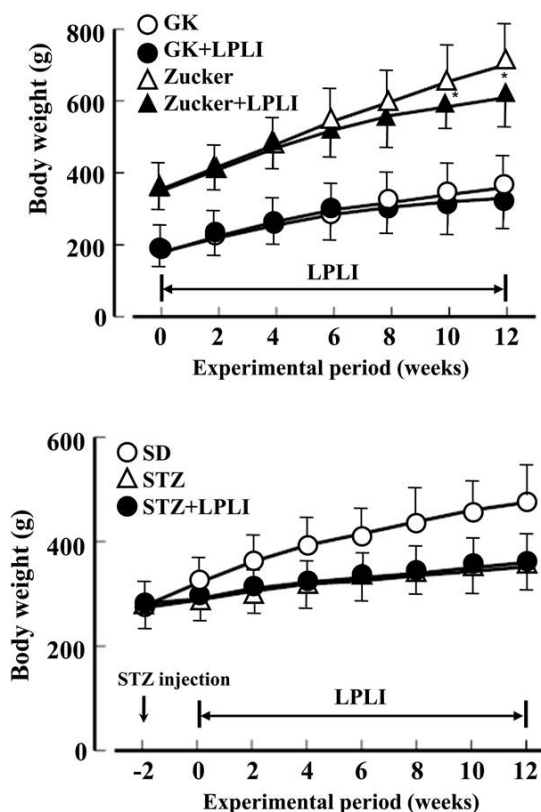 GK
GK+LPLI
Zucker
Zucker+LPLI
Body weight (g)
800
600
400
200
0
*
*
LPLI
0 2 4 6 8 10 12
Experimental period (weeks)
SD
STZ
STZ+LPLI
Body weight (g)
600
400
200
0
STZ injection
LPLI
-2 0 2 4 6 8 10 12
Experimental period (weeks)